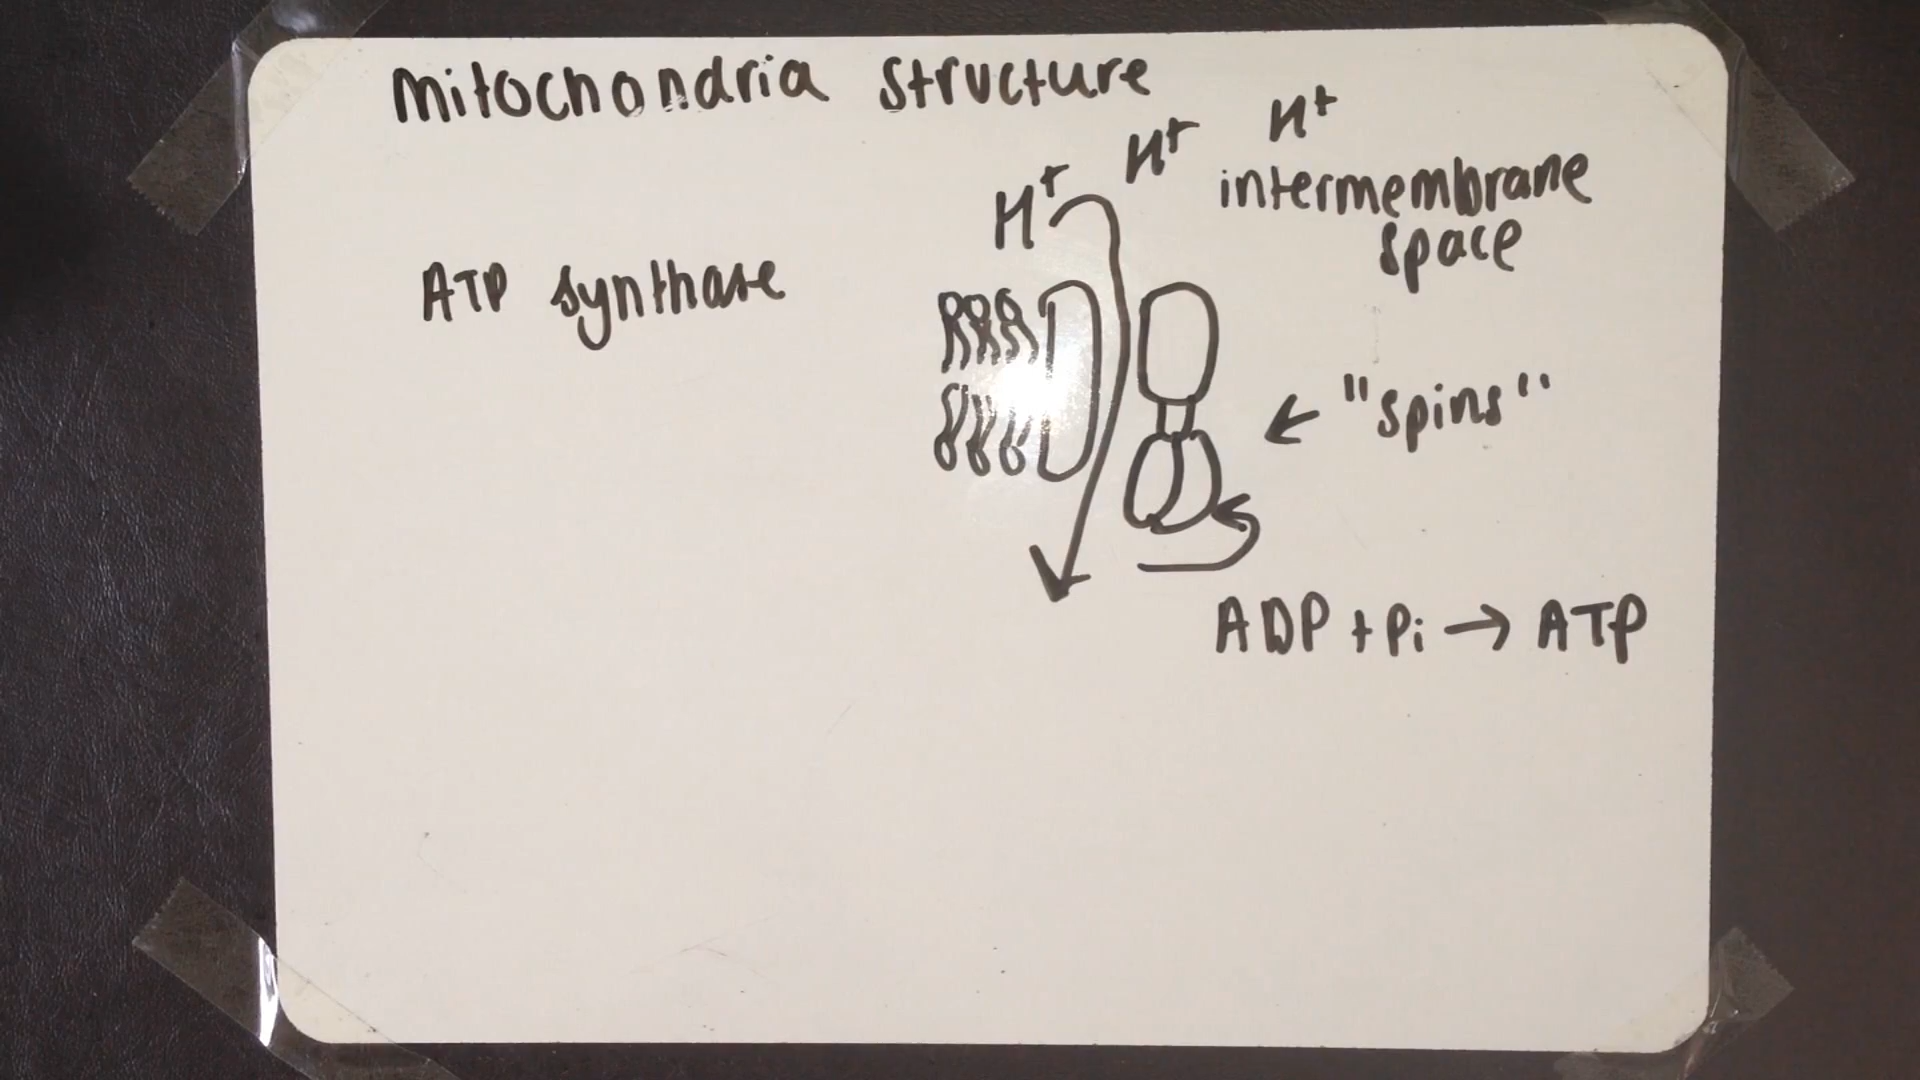 Mitochondria Structure
H+ H+ H+
intermembrane
space
ATP synthase
"spins"
ADP + Pi → ATP